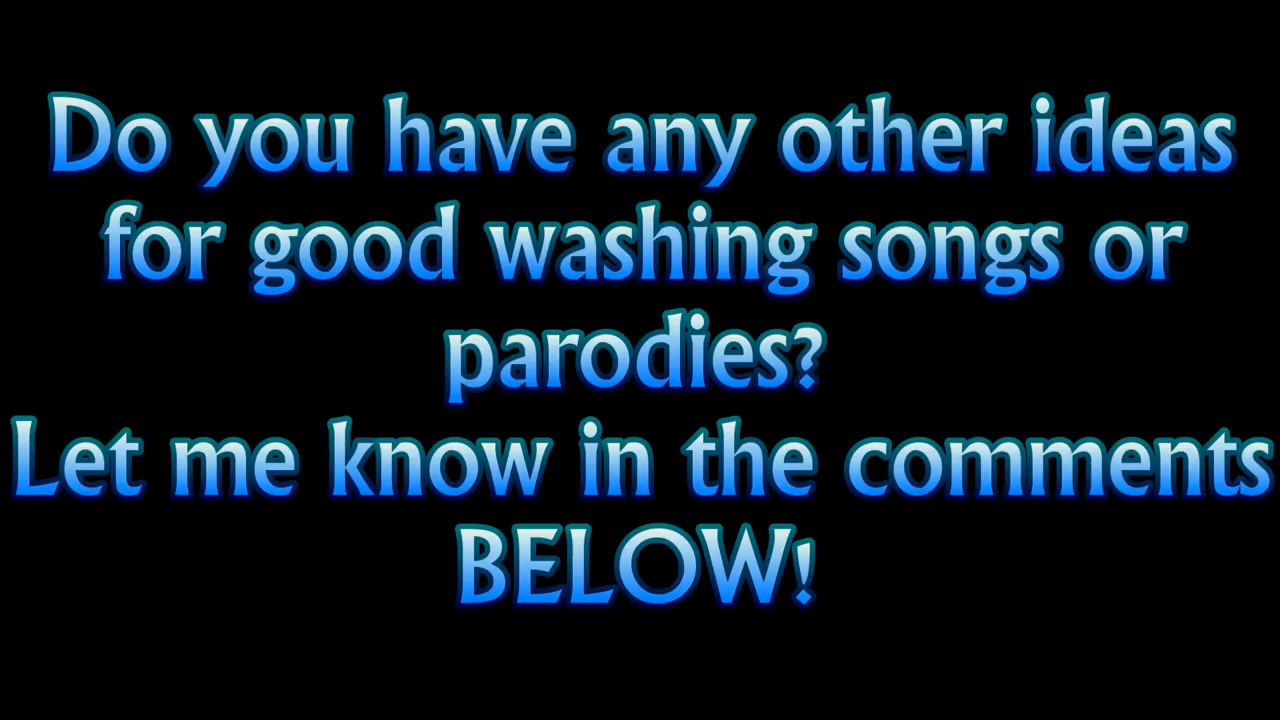 Do you have any other ideas
for good washing songs or
parodies?
Let me know in the comments
BELOW!